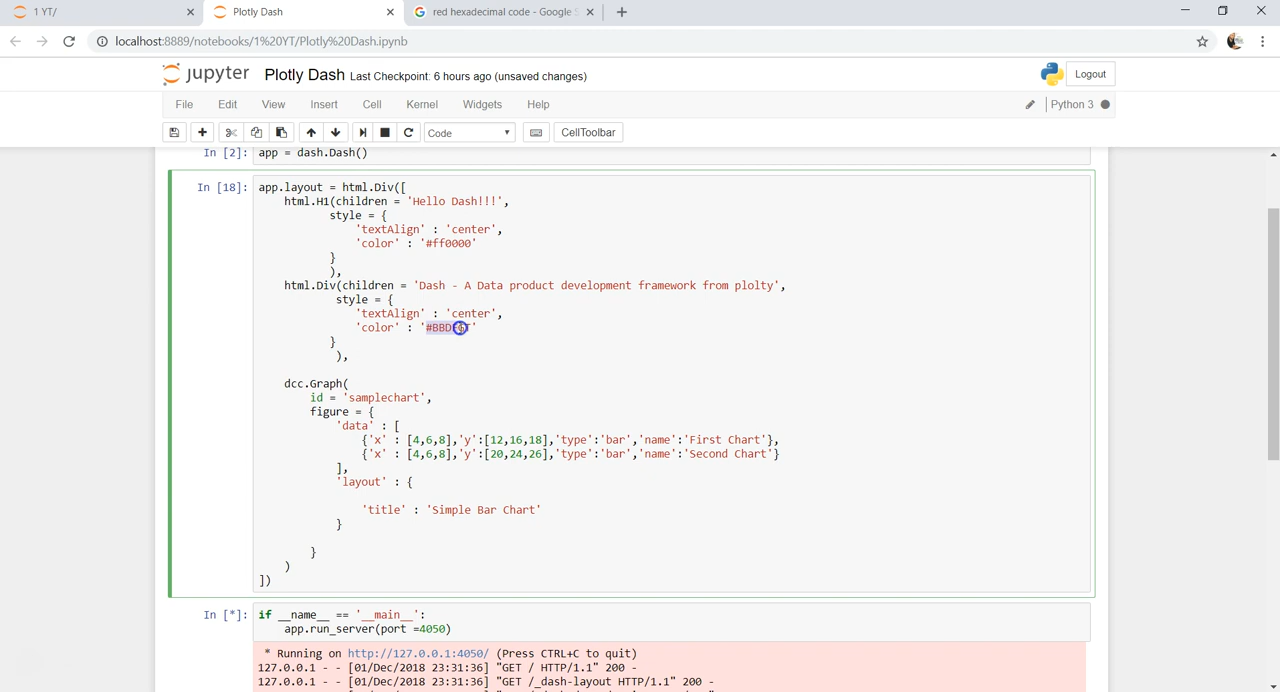 1 YT/
Plotly Dash
red hexadecimal code - Google S
localhost:8889/notebooks/1%20YT/Plotly%20Dash.ipynb
jupyter Plotly Dash Last Checkpoint: 6 hours ago (unsaved changes)
Logout
File Edit View Insert Cell Kernel Widgets Help
Python 3
Code
CellToolbar
In [2]: app = dash.Dash()
In [18]: app.layout = html.Div([
html.H1(children = 'Hello Dash!!!',
style = {
'textAlign' : 'center',
'color' : '#ff0000'
}
),
html.Div(children = 'Dash - A Data product development framework from plolty',
style = {
'textAlign' : 'center',
'color' :
}
),
dcc.Graph(
id = 'samplechart',
figure = {
'data' : [
{'x' : [4,6,8],'y':[12,16,18],'type':'bar','name':'First Chart'},
{'x' : [4,6,8],'y':[20,24,26],'type':'bar','name':'Second Chart'}
],
'layout' : {
'title' : 'Simple Bar Chart'
}
}
)
])
In [*]: if __name__ == '__main__':
app.run_server(port =4050)
* Running on http://127.0.0.1:4050/ (Press CTRL+C to quit)
127.0.0.1 - - [01/Dec/2018 23:31:36] "GET / HTTP/1.1" 200 -
127.0.0.1 - - [01/Dec/2018 23:31:36] "GET /_dash-layout HTTP/1.1" 200 -